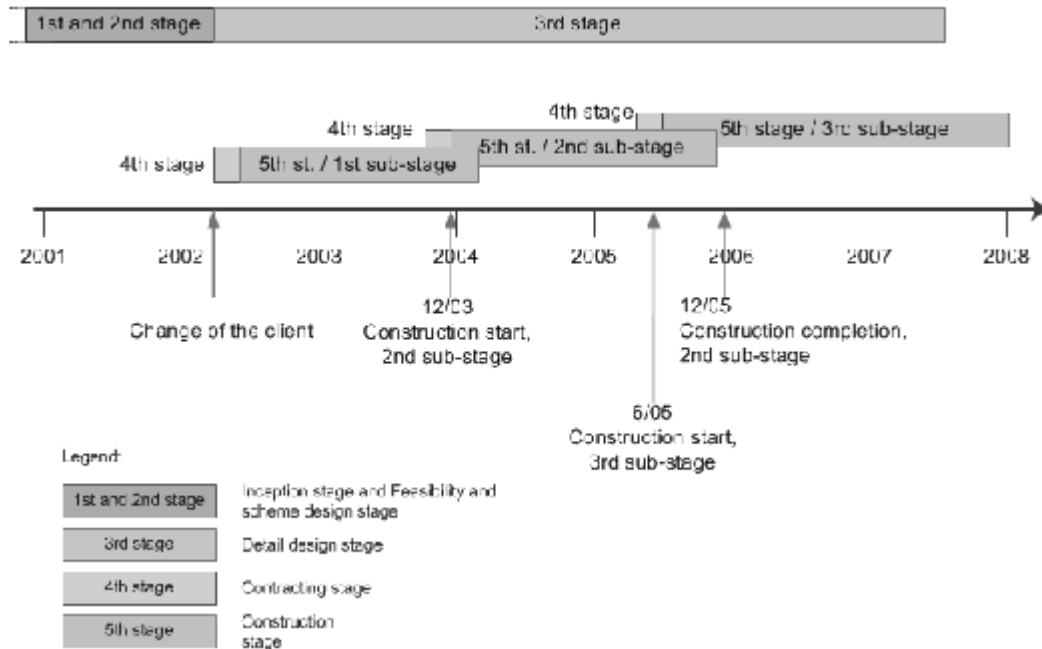 1st and 2nd stage
3rd stage
4th stage
5th stage / 3rd sub-stage
4th stage
5th st. / 2nd sub-stage
4th stage
5th st. / 1st sub-stage
2001
2002
2003
2004
2005
2006
2007
2008
Change of the client
12/03
Construction start,
2nd sub-stage
12/05
Construction completion,
2nd sub-stage
6/05
Construction start,
3rd sub-stage
Legend:
1st and 2nd stage
Inception stage and Feasibility and
scheme design stage
3rd stage
Detail design stage
4th stage
Contracting stage
5th stage
Construction
stage